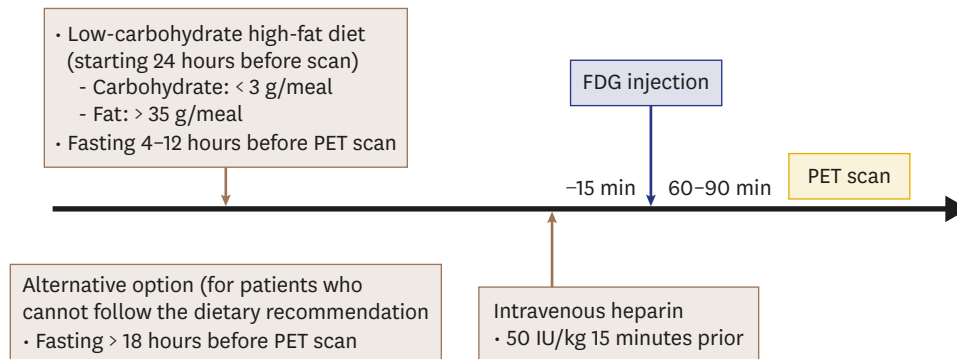 • Low-carbohydrate high-fat diet
(starting 24 hours before scan)
- Carbohydrate: < 3 g/meal
- Fat: > 35 g/meal
• Fasting 4–12 hours before PET scan
FDG injection
–15 min
60–90 min
PET scan
Alternative option (for patients who
cannot follow the dietary recommendation
• Fasting > 18 hours before PET scan
Intravenous heparin
• 50 IU/kg 15 minutes prior